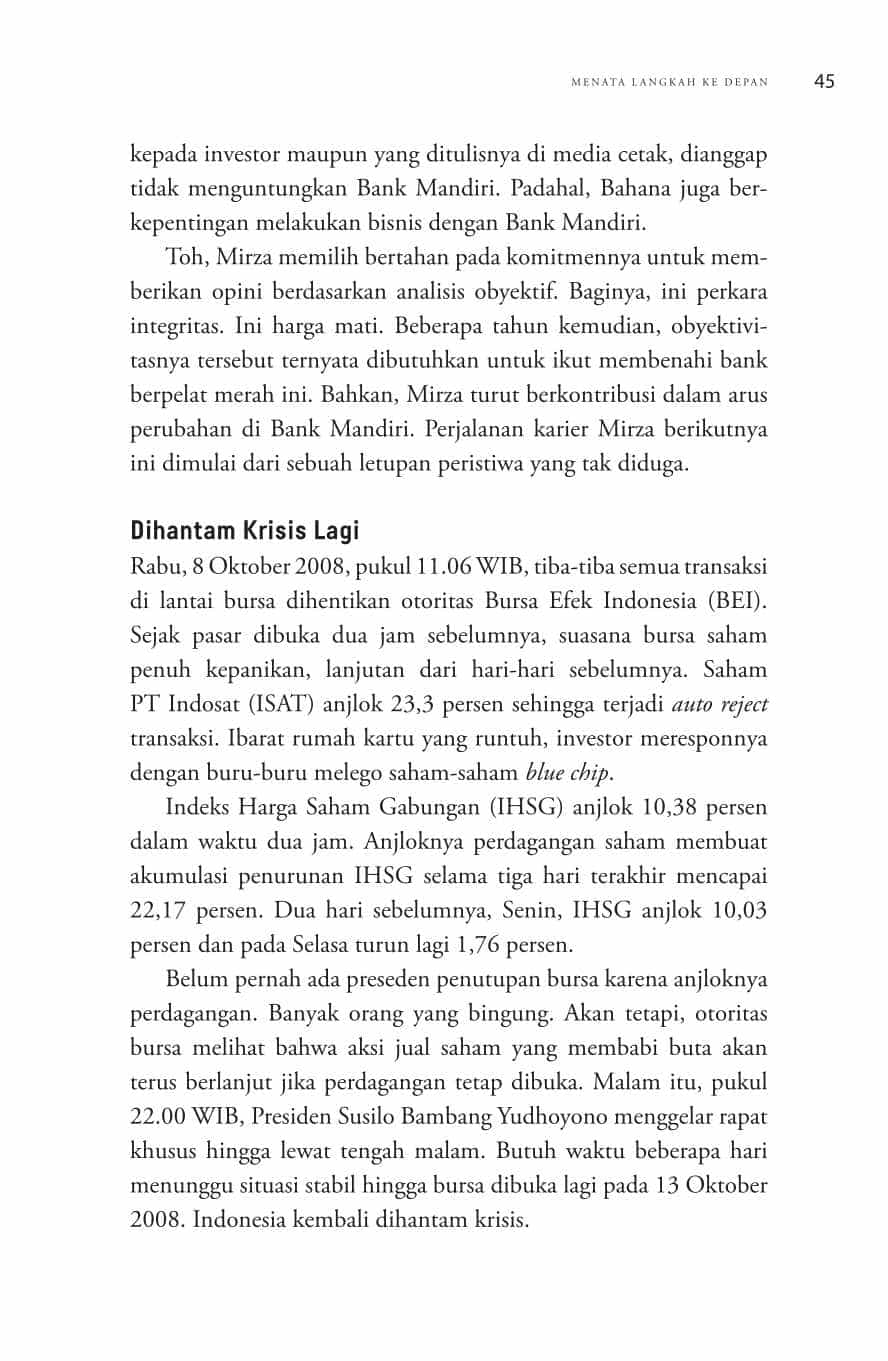 MENATA LANGKAH KE DEPAN 45
kepada investor maupun yang ditulisnya di media cetak, dianggap
tidak menguntungkan Bank Mandiri. Padahal, Bahana juga ber-
kepentingan melakukan bisnis dengan Bank Mandiri.
Toh, Mirza memilih bertahan pada komitmennya untuk mem-
berikan opini berdasarkan analisis obyektif. Baginya, ini perkara
integritas. Ini harga mati. Beberapa tahun kemudian, obyektivi-
tasnya tersebut ternyata dibutuhkan untuk ikut membenahi bank
berpelat merah ini. Bahkan, Mirza turut berkontribusi dalam arus
perubahan di Bank Mandiri. Perjalanan karier Mirza berikutnya
ini dimulai dari sebuah letupan peristiwa yang tak diduga.
Dihantam Krisis Lagi
Rabu, 8 Oktober 2008, pukul 11.06 WIB, tiba-tiba semua transaksi
di lantai bursa dihentikan otoritas Bursa Efek Indonesia (BEI).
Sejak pasar dibuka dua jam sebelumnya, suasana bursa saham
penuh kepanikan, lanjutan dari hari-hari sebelumnya. Saham
PT Indosat (ISAT) anjlok 23,3 persen sehingga terjadi auto reject
transaksi. Ibarat rumah kartu yang runtuh, investor meresponnya
dengan buru-buru melego saham-saham blue chip.
Indeks Harga Saham Gabungan (IHSG) anjlok 10,38 persen
dalam waktu dua jam. Anjloknya perdagangan saham membuat
akumulasi penurunan IHSG selama tiga hari terakhir mencapai
22,17 persen. Dua hari sebelumnya, Senin, IHSG anjlok 10,03
persen dan pada Selasa turun lagi 1,76 persen.
Belum pernah ada preseden penutupan bursa karena anjloknya
perdagangan. Banyak orang yang bingung. Akan tetapi, otoritas
bursa melihat bahwa aksi jual saham yang membabi buta akan
terus berlanjut jika perdagangan tetap dibuka. Malam itu, pukul
22.00 WIB, Presiden Susilo Bambang Yudhoyono menggelar rapat
khusus hingga lewat tengah malam. Butuh waktu beberapa hari
menunggu situasi stabil hingga bursa dibuka lagi pada 13 Oktober
2008. Indonesia kembali dihantam krisis.